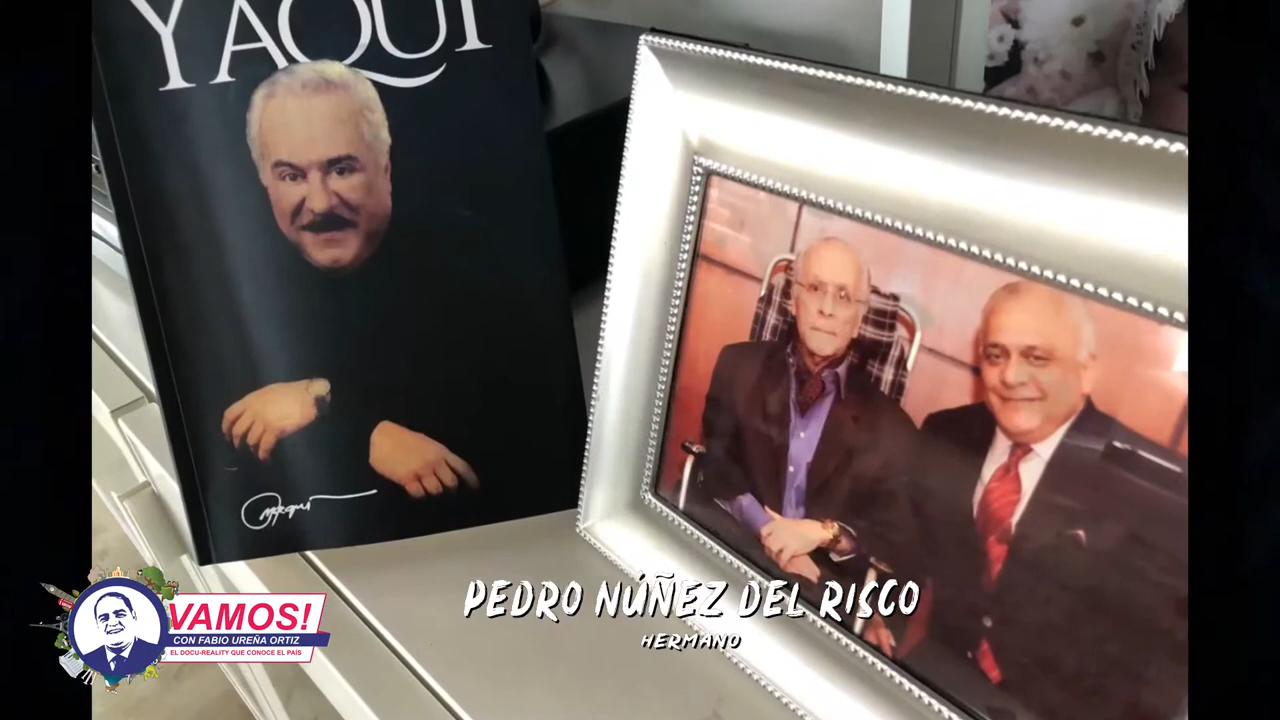 YAQUI
PEDRO NÚÑEZ DEL RISCO
HERMANO
VAMOS!
CON FABIO UREÑA ORTIZ
EL DOCU-REALITY QUE CONOCE EL PAÍS